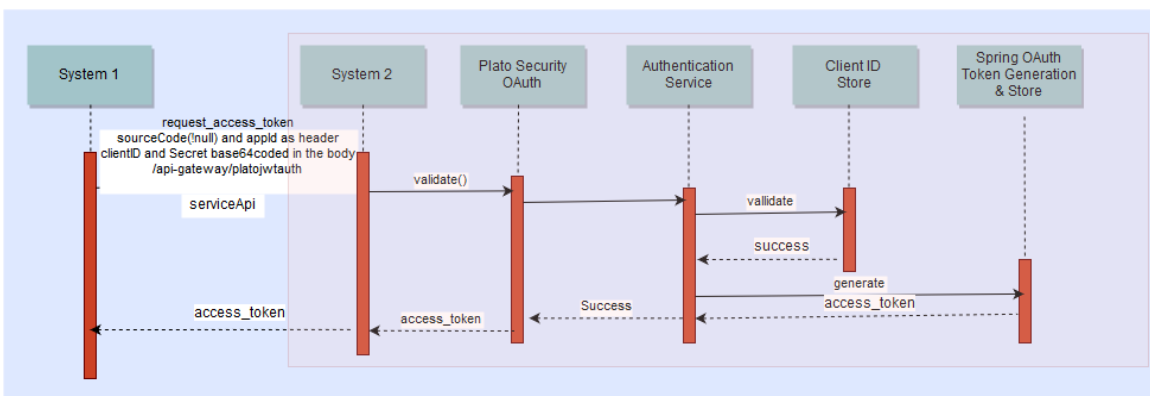 System 1
System 2
Plato Security
OAuth
Authentication
Service
Client ID
Store
Spring OAuth
Token Generation
& Store
request_access_token
sourceCode(!null) and appId as header
clientID and Secret base64coded in the body
/api-gateway/platojwtauth
serviceApi
validate()
vallidate
success
generate
access_token
Success
access_token
access_token